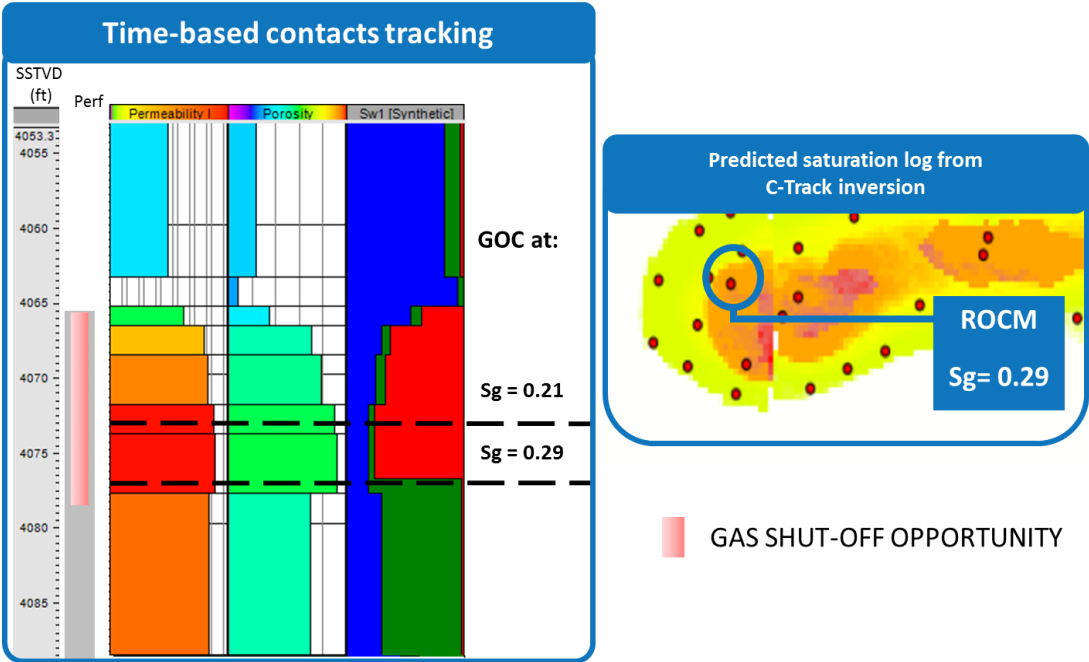 Time-based contacts tracking
SSTVD
(ft)
Perf
Permeability I
Porosity
Sw1 [Synthetic]
4053.3
4055
4060
4065
4070
4075
4080
4085
GOC at:
Sg = 0.21
Sg = 0.29
Predicted saturation log from
C-Track inversion
ROCM
Sg= 0.29
GAS SHUT-OFF OPPORTUNITY